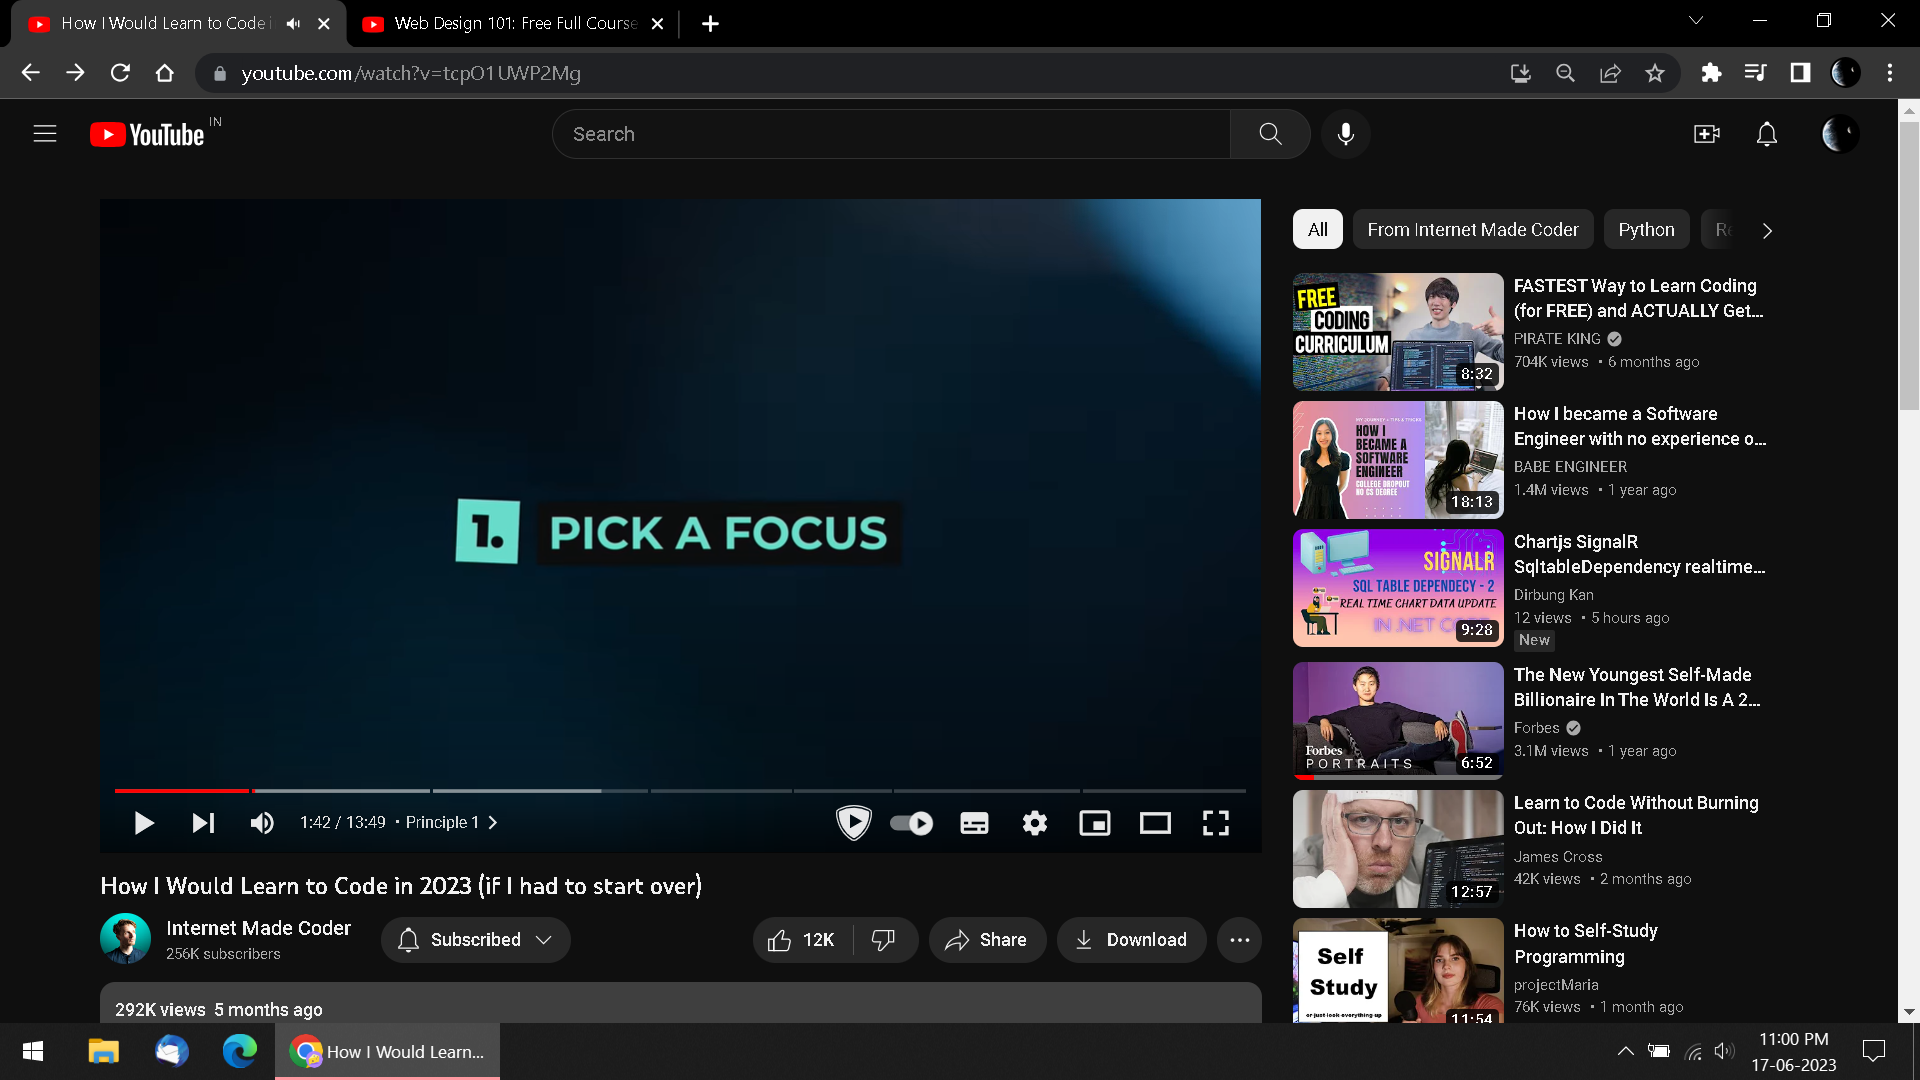 How I Would Learn to Code i
Web Design 101: Free Full Course
youtube.com/watch?v=tcpO1UWP2Mg
YouTube IN
Search
1. PICK A FOCUS
1:42 / 13:49 • Principle 1
How I Would Learn to Code in 2023 (if I had to start over)
Internet Made Coder
256K subscribers
Subscribed
12K
Share
Download
292K views 5 months ago
All
From Internet Made Coder
Python
FREE
CODING
CURRICULUM
8:32
FASTEST Way to Learn Coding
(for FREE) and ACTUALLY Get...
PIRATE KING
704K views • 6 months ago
MY JOURNEY + TIPS & TRICKS
HOW I
BECAME A
SOFTWARE
ENGINEER
COLLEGE DROPOUT
NO CS DEGREE
18:13
How I became a Software
Engineer with no experience o...
BABE ENGINEER
1.4M views • 1 year ago
SIGNALR
SQL TABLE DEPENDECY - 2
REAL TIME CHART DATA UPDATE
IN .NET
9:28
Chartjs SignalR
SqltableDependency realtime...
Dirbung Kan
12 views • 5 hours ago
New
Forbes
PORTRAITS
6:52
The New Youngest Self-Made
Billionaire In The World Is A 2...
Forbes
3.1M views • 1 year ago
12:57
Learn to Code Without Burning
Out: How I Did It
James Cross
42K views • 2 months ago
Self
Study
or just look everything up
11:54
How to Self-Study
Programming
projectMaria
76K views • 1 month ago
How I Would Learn...
11:00 PM
17-06-2023